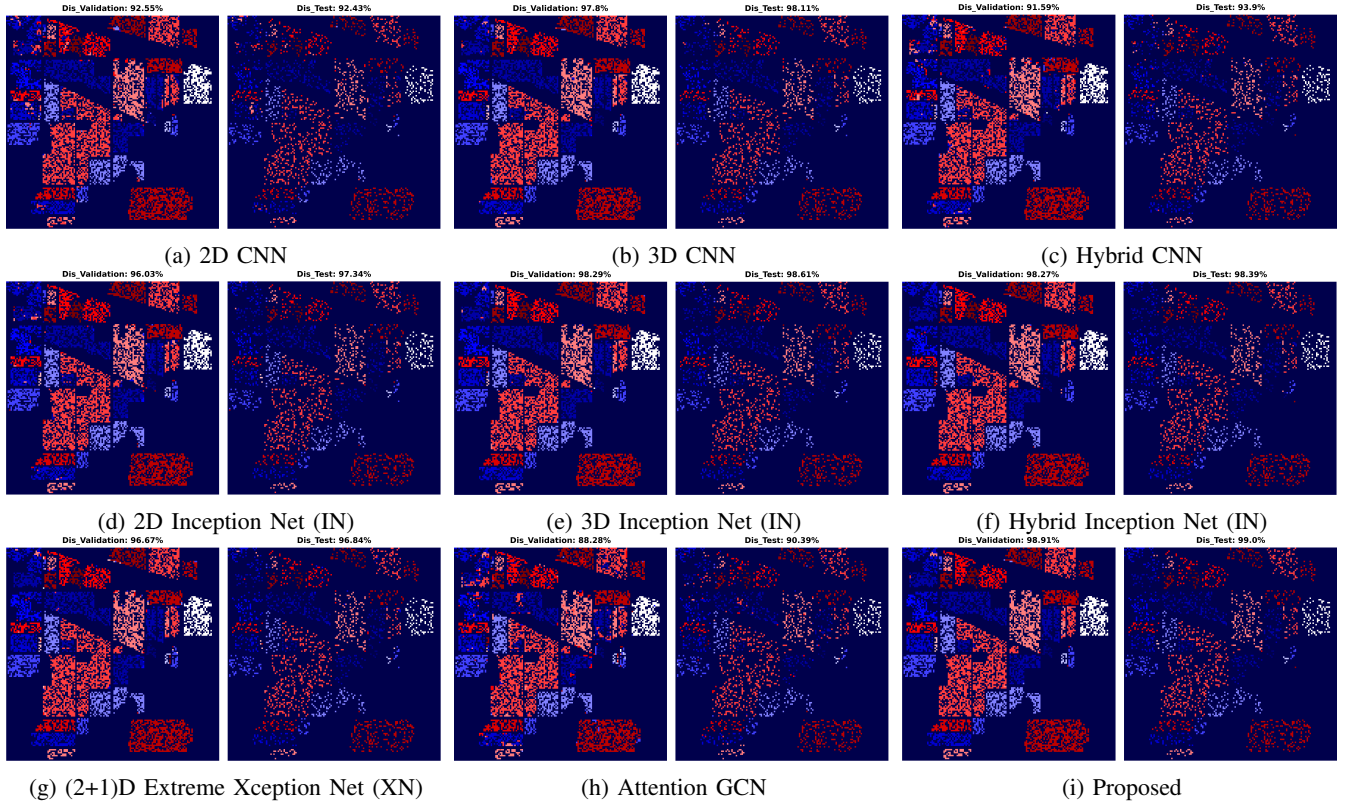 Dis_Validation: 92.55%
Dis_Test: 92.43%
Dis_Validation: 97.8%
Dis_Test: 98.11%
Dis_Validation: 91.59%
Dis_Test: 93.9%
(a) 2D CNN
(b) 3D CNN
(c) Hybrid CNN
Dis_Validation: 96.03%
Dis_Test: 97.34%
Dis_Validation: 98.29%
Dis_Test: 98.61%
Dis_Validation: 98.27%
Dis_Test: 98.39%
(d) 2D Inception Net (IN)
(e) 3D Inception Net (IN)
(f) Hybrid Inception Net (IN)
Dis_Validation: 96.67%
Dis_Test: 96.84%
Dis_Validation: 88.28%
Dis_Test: 90.39%
Dis_Validation: 98.91%
Dis_Test: 99.0%
(g) (2+1)D Extreme Xception Net (XN)
(h) Attention GCN
(i) Proposed